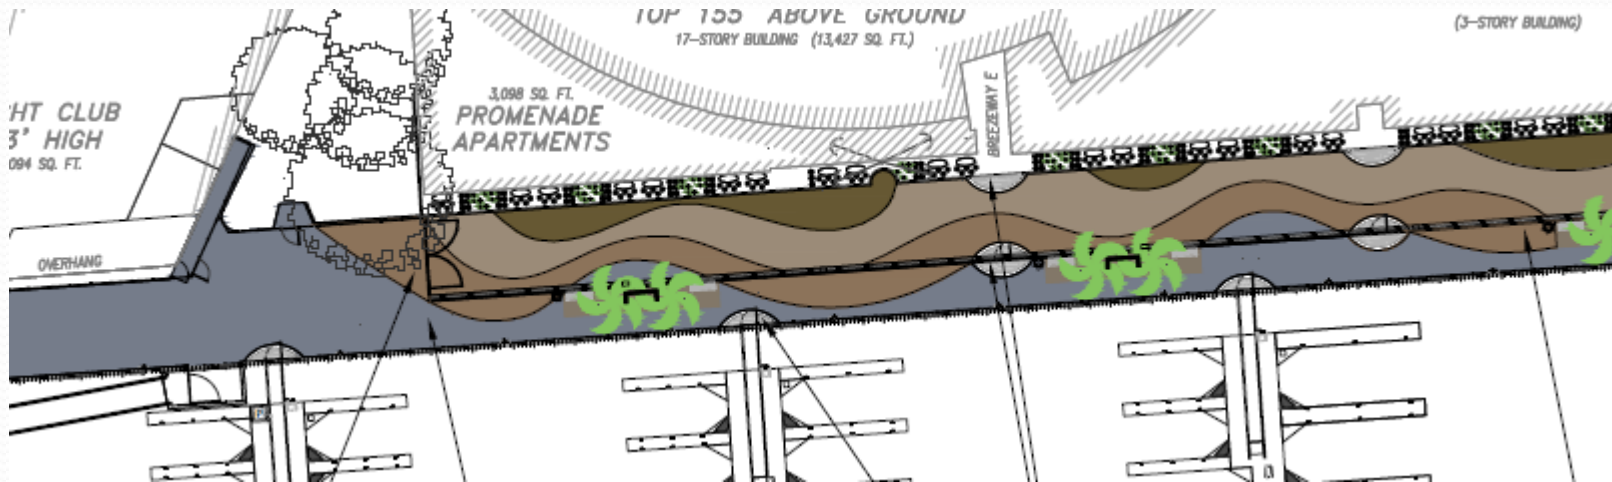 TOP 155' ABOVE GROUND
17-STORY BUILDING (13,427 SQ. FT.)
(3-STORY BUILDING)
HT CLUB
3' HIGH
094 SQ. FT.
3,098 SQ. FT.
PROMENADE
APARTMENTS
BREEZEWAY E
OVERHANG